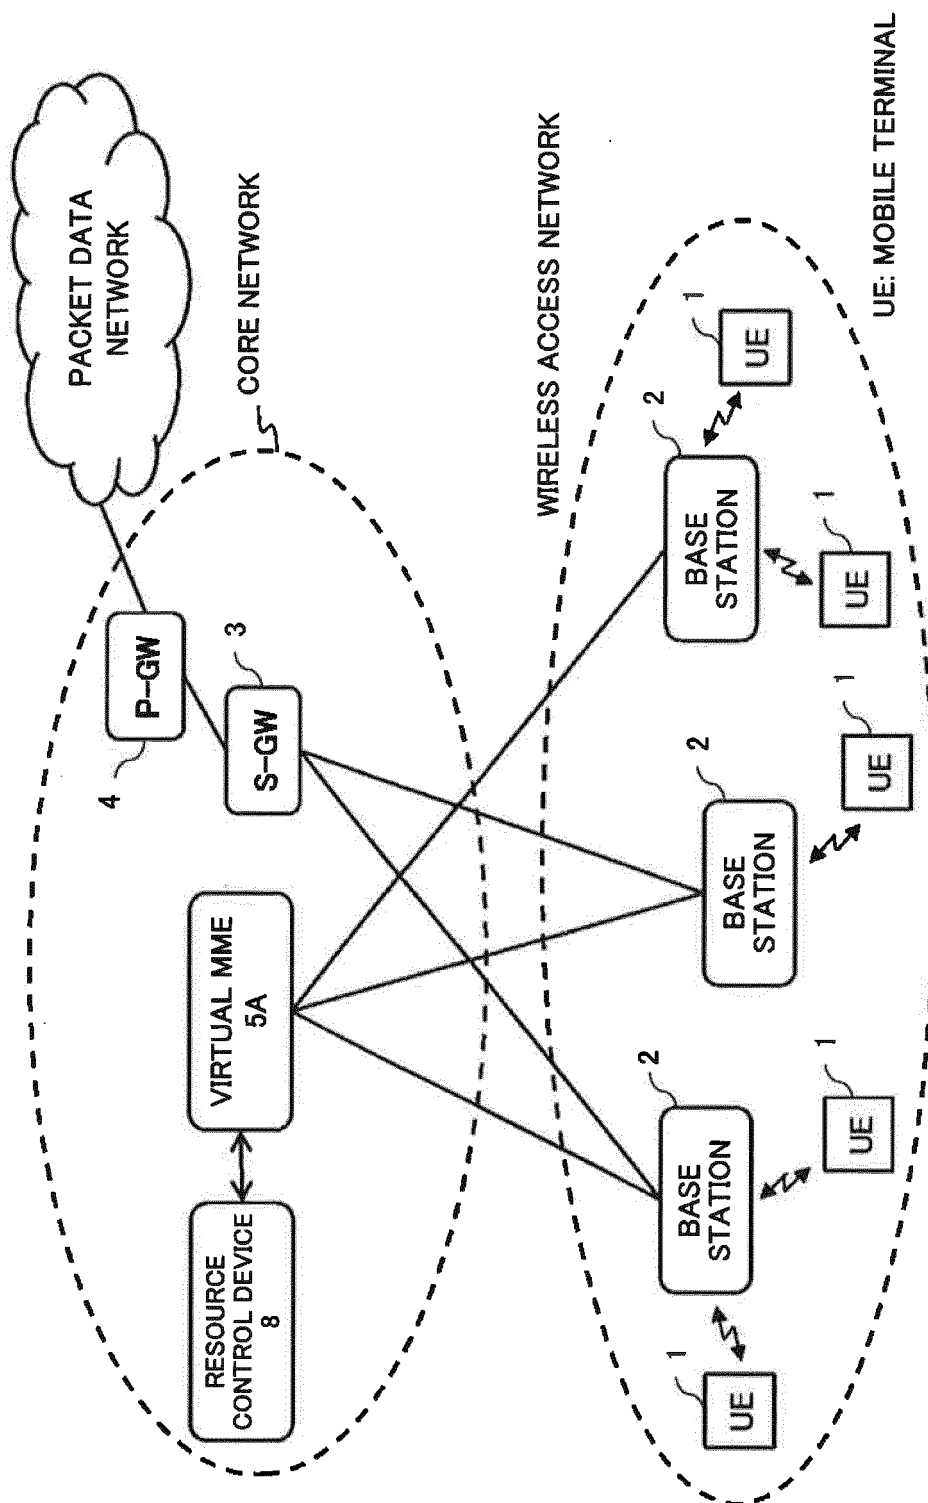 PACKET DATA
NETWORK
CORE NETWORK
4
P-GW
S-GW
3
RESOURCE
CONTROL DEVICE
8
VIRTUAL MME
5A
WIRELESS ACCESS NETWORK
2
BASE
STATION
2
BASE
STATION
2
BASE
STATION
1
UE
1
UE
1
UE
1
UE
1
UE
UE: MOBILE TERMINAL